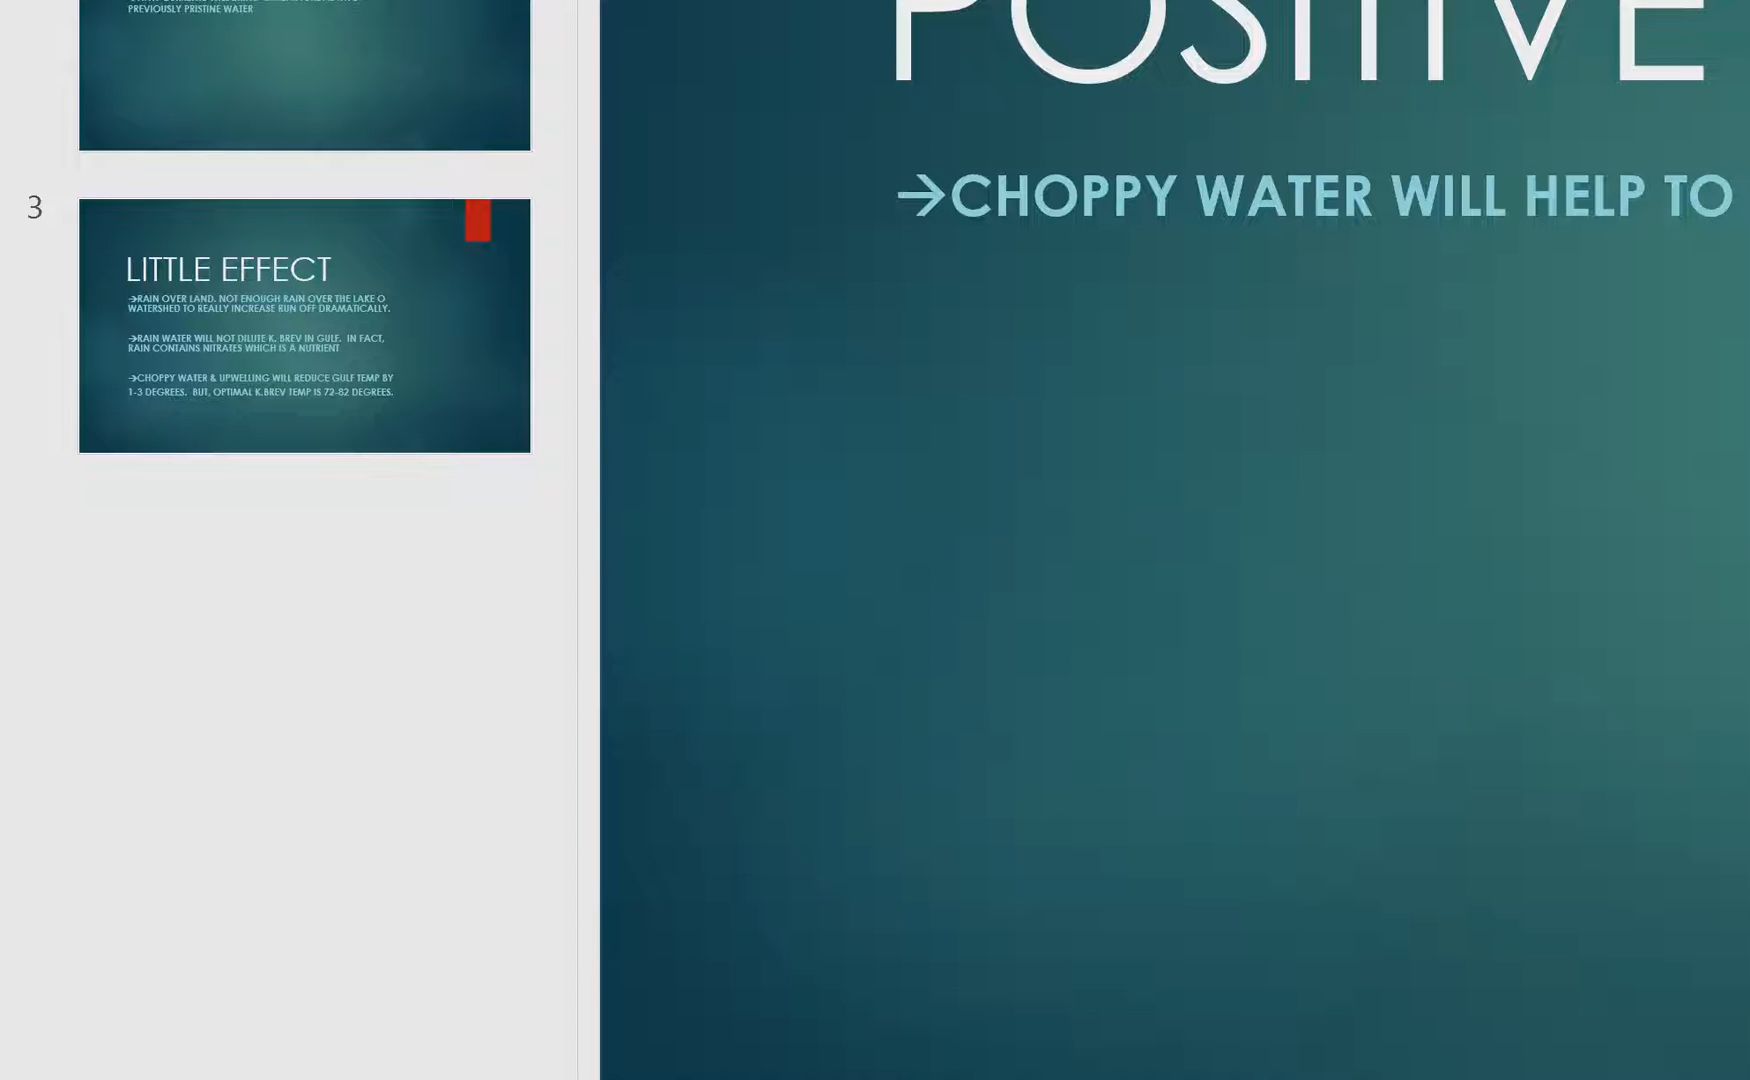 PREVIOUSLY PRISTINE WATER
3
LITTLE EFFECT
→RAIN OVER LAND. NOT ENOUGH RAIN OVER THE LAKE O
WATERSHED TO REALLY INCREASE RUN OFF DRAMATICALLY.
→RAIN WATER WILL NOT DILUTE K. BREV IN GULF. IN FACT,
RAIN CONTAINS NITRATES WHICH IS A NUTRIENT
→CHOPPY WATER & UPWELLING WILL REDUCE GULF TEMP BY
1-3 DEGREES. BUT, OPTIMAL K.BREV TEMP IS 72-82 DEGREES.
POSITIVE
→CHOPPY WATER WILL HELP TO